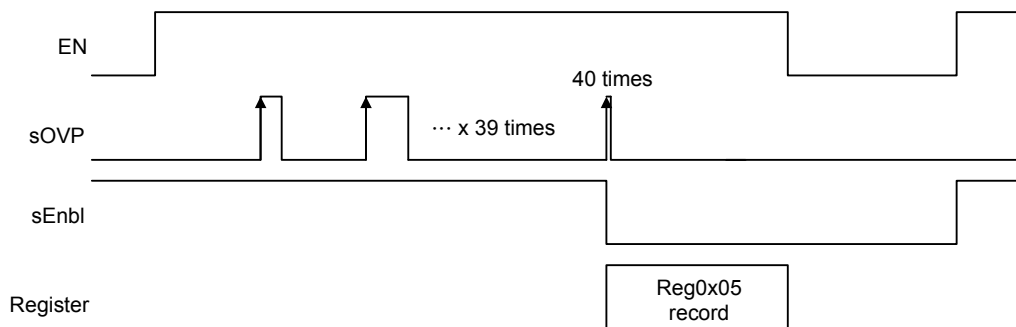 EN
40 times
sOVP
··· x 39 times
sEnbl
Register
Reg0x05
record